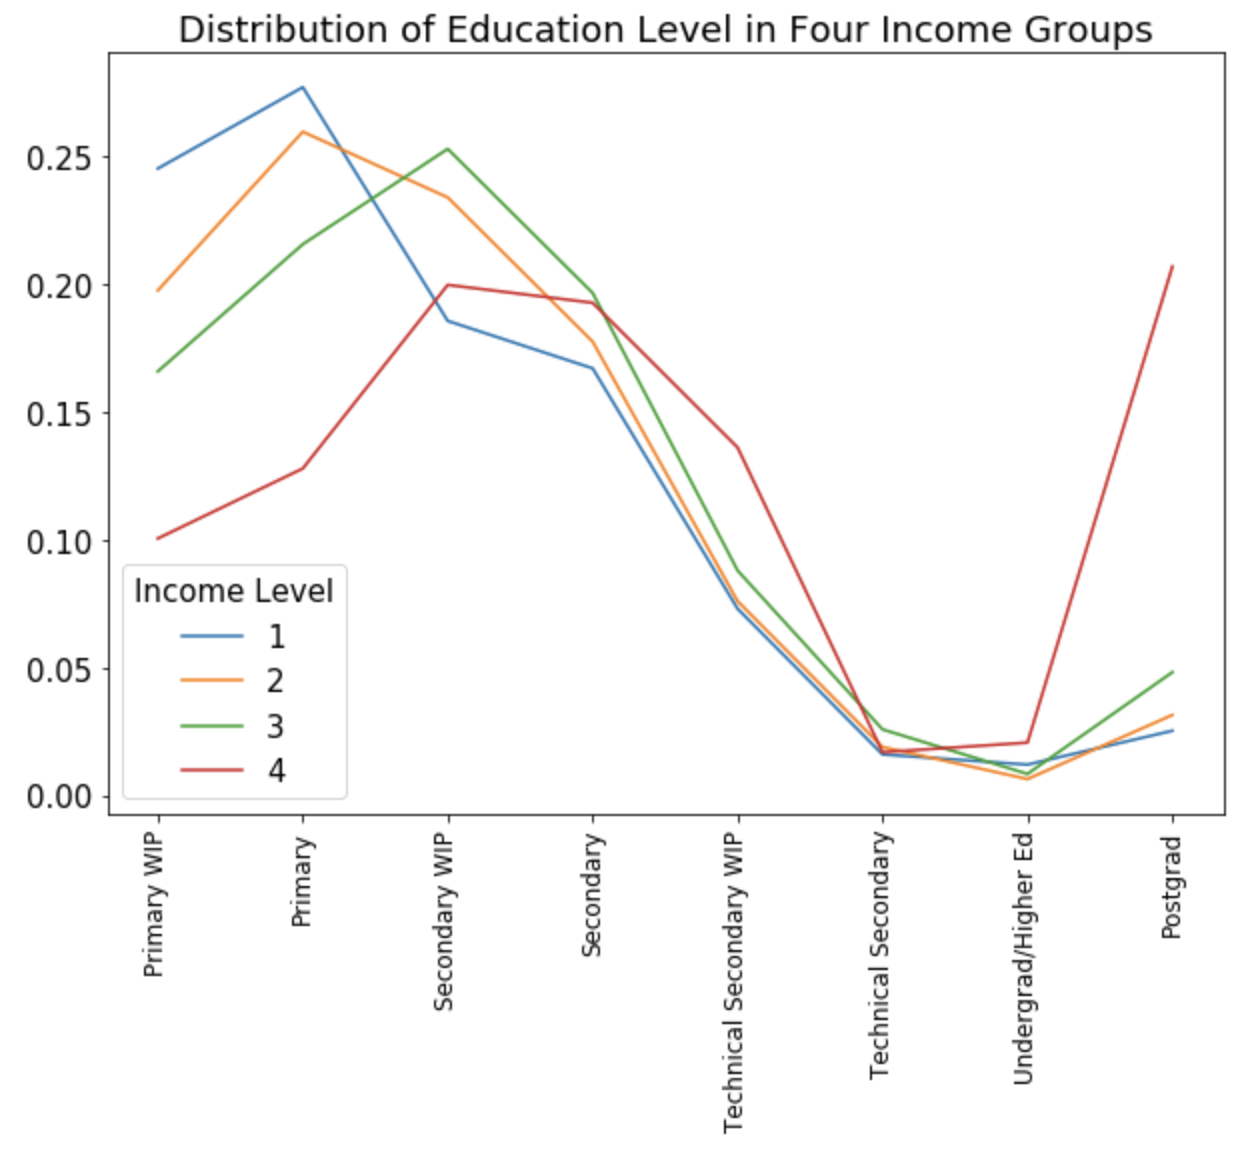 Distribution of Education Level in Four Income Groups
0.25
0.20
0.15
0.10
0.05
0.00
Income Level
1
2
3
4
Primary WIP
Primary
Secondary WIP
Secondary
Technical Secondary WIP
Technical Secondary
Undergrad/Higher Ed
Postgrad